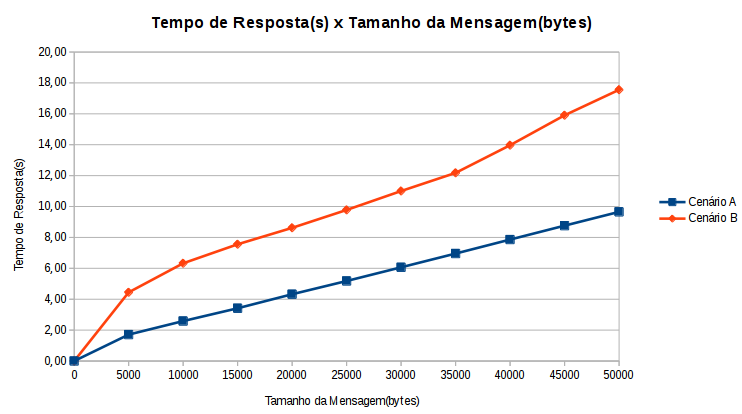 Tempo de Resposta(s) x Tamanho da Mensagem(bytes)
20,00
18,00
16,00
14,00
12,00
10,00
8,00
6,00
4,00
2,00
0,00
Tempo de Resposta(s)
0 5000 10000 15000 20000 25000 30000 35000 40000 45000 50000
Tamanho da Mensagem(bytes)
Cenário A
Cenário B